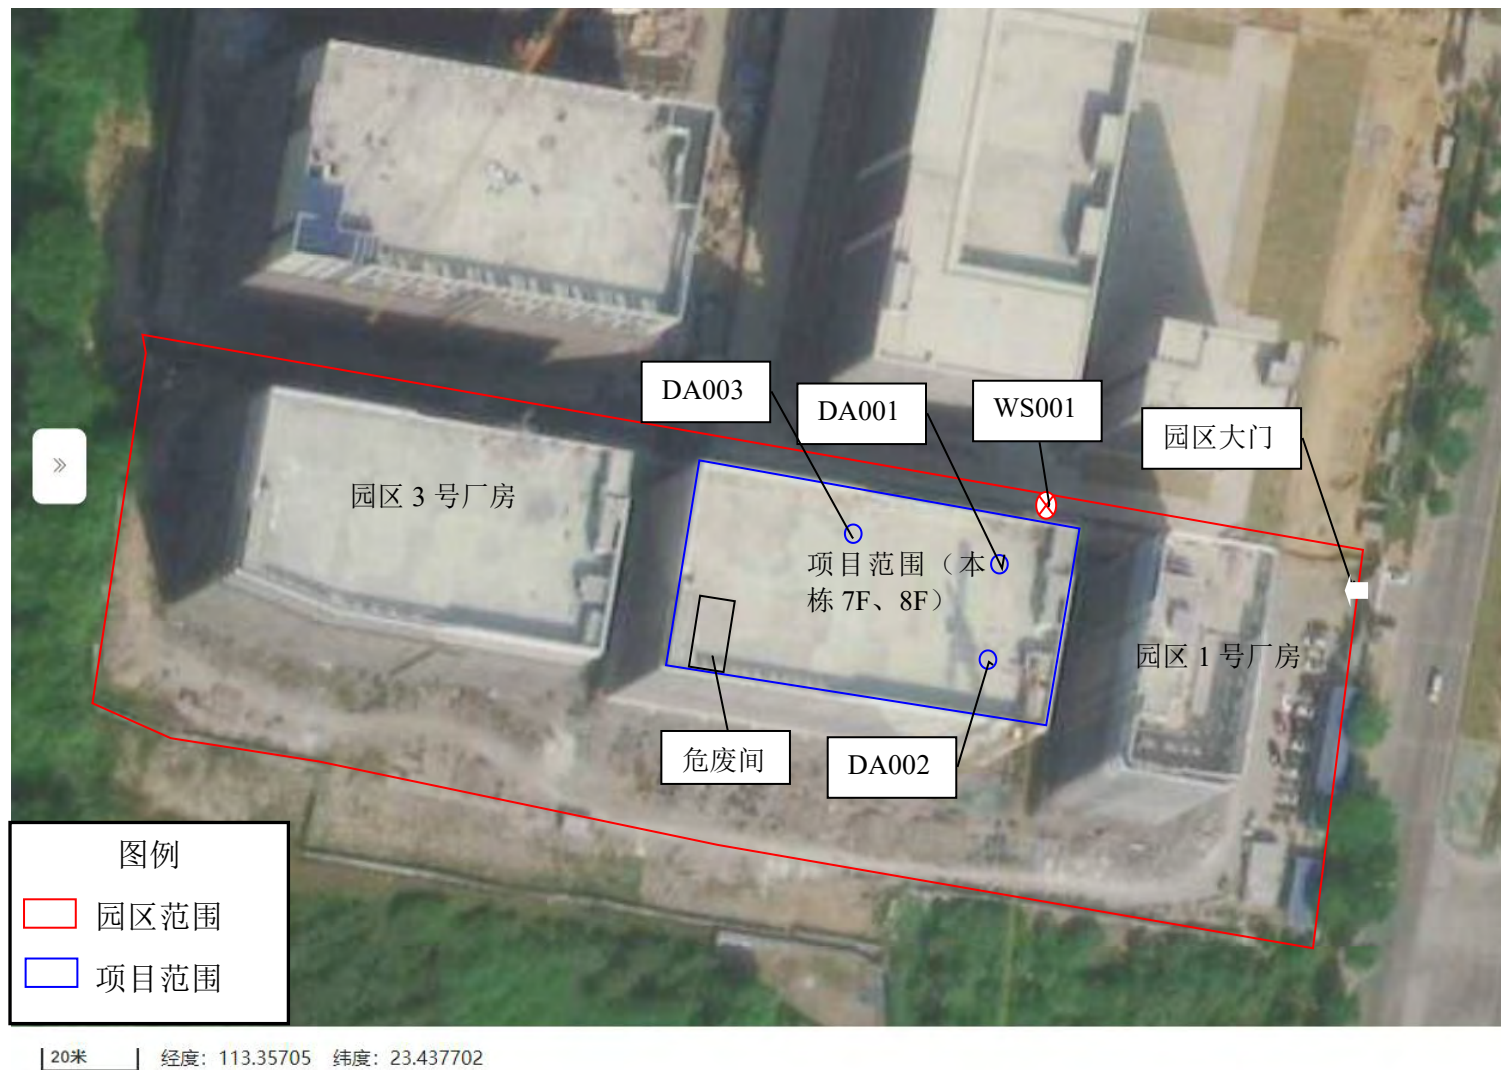 DA003
DA001
WS001
园区大门
园区 3 号厂房
项目范围（本
栋 7F、8F）
园区 1 号厂房
危废间
DA002
图例
园区范围
项目范围
20米
经度：113.35705 纬度：23.437702